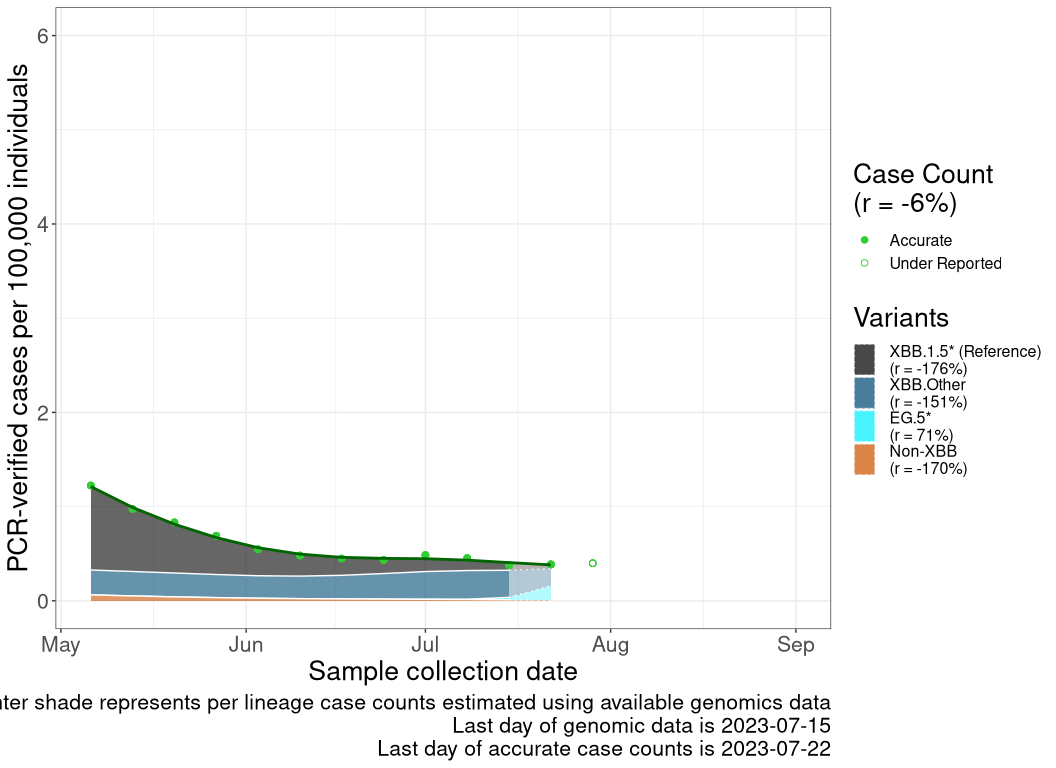 PCR-verified cases per 100,000 individuals
6
4
2
0
May Jun Jul Aug Sep
Sample collection date
shade represents per lineage case counts estimated using available genomics data
Last day of genomic data is 2023-07-15
Last day of accurate case counts is 2023-07-22
Case Count
(r = -6%)
Accurate
Under Reported
Variants
XBB.1.5* (Reference)
(r = -176%)
XBB.Other
(r = -151%)
EG.5*
(r = 71%)
Non-XBB
(r = -170%)